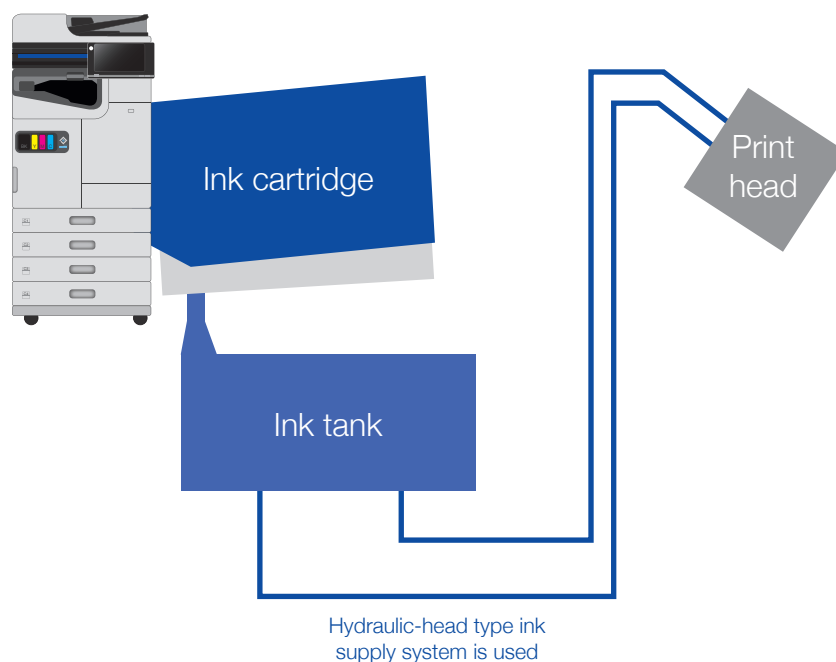 Ink cartridge
Print
head
Ink tank
Hydraulic-head type ink
supply system is used